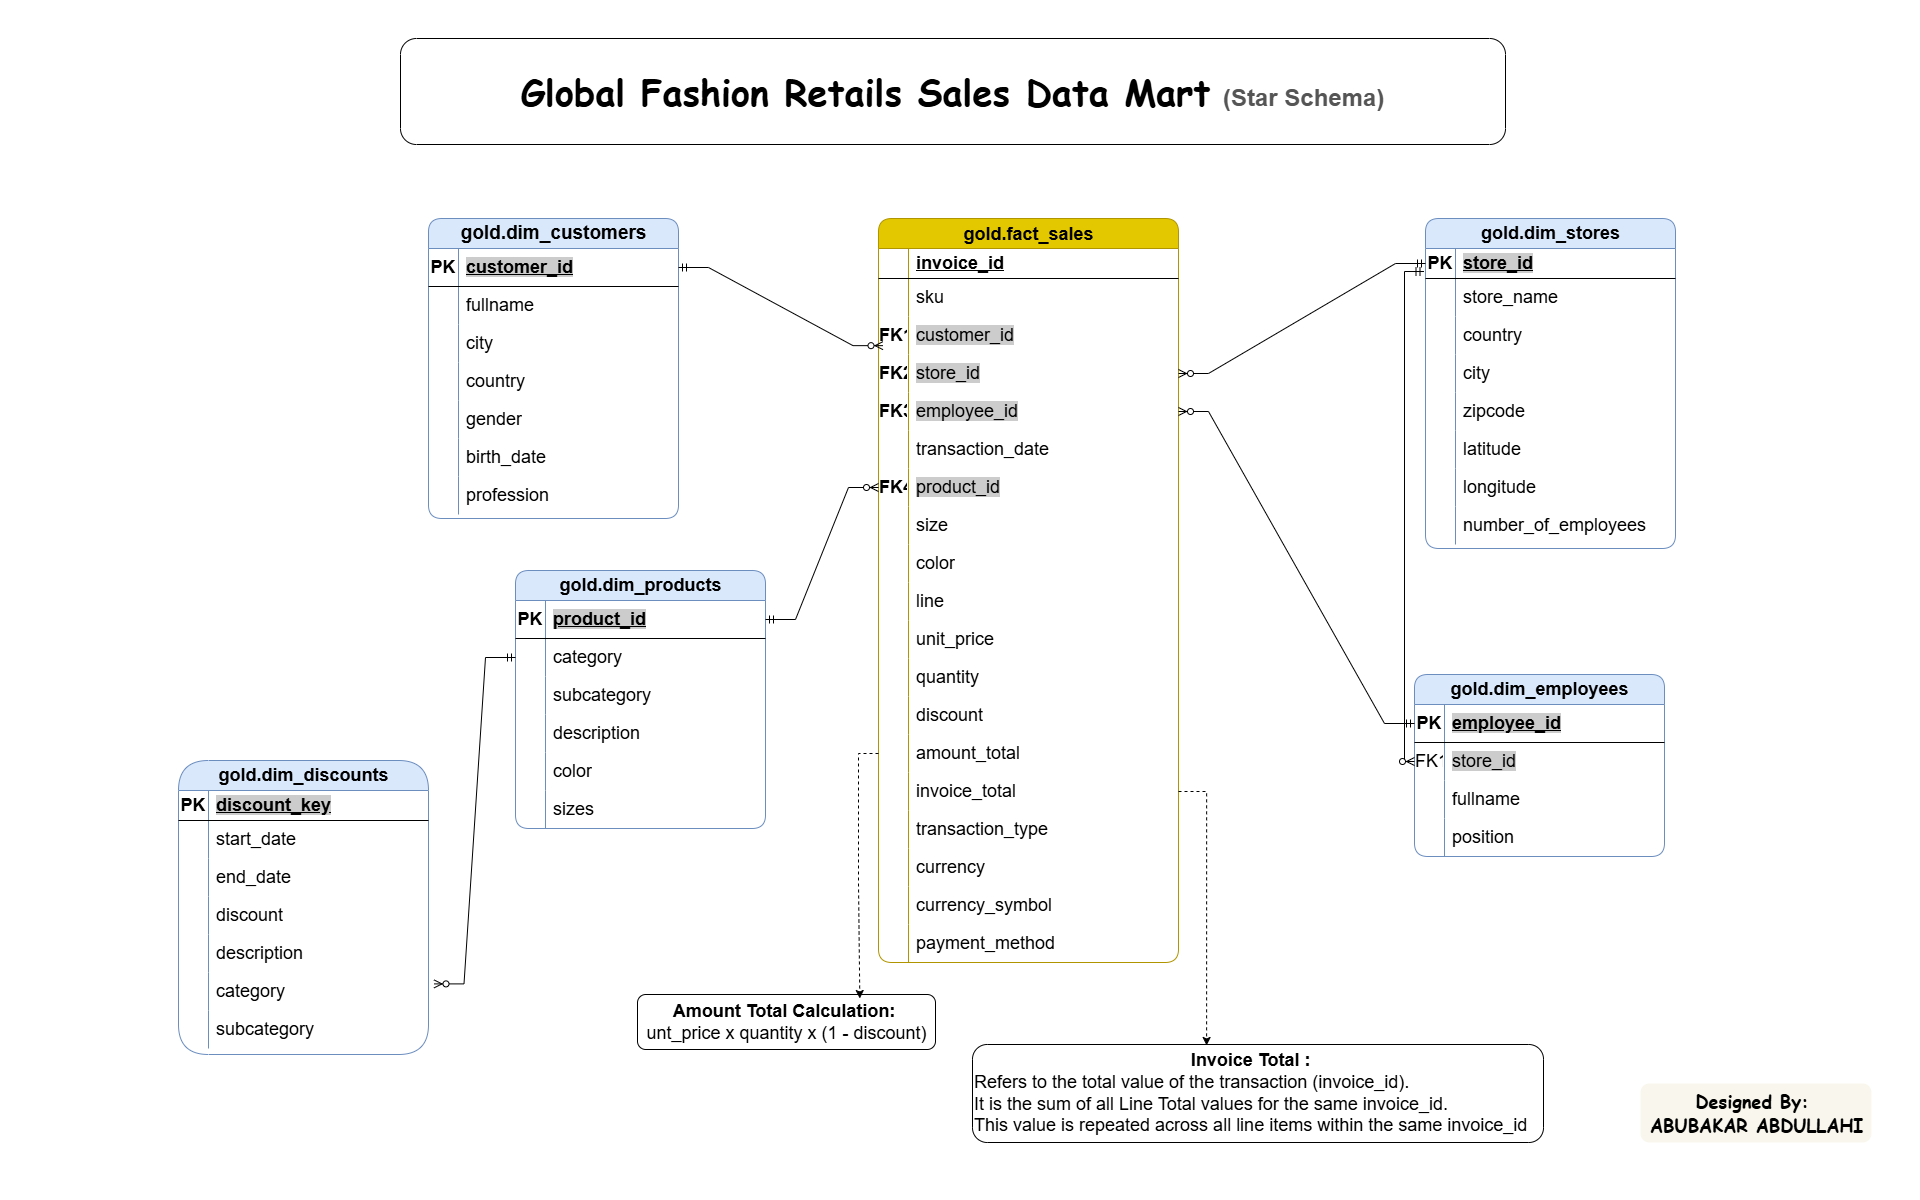 Global Fashion Retails Sales Data Mart (Star Schema)
gold.dim_customers
PK customer_id
fullname
city
country
gender
birth_date
profession
gold.fact_sales
invoice_id
sku
FK1 customer_id
FK2 store_id
FK3 employee_id
transaction_date
FK4 product_id
size
color
line
unit_price
quantity
discount
amount_total
invoice_total
transaction_type
currency
currency_symbol
payment_method
gold.dim_stores
PK store_id
store_name
country
city
zipcode
latitude
longitude
number_of_employees
gold.dim_products
PK product_id
category
subcategory
description
color
sizes
gold.dim_employees
PK employee_id
FK1 store_id
fullname
position
gold.dim_discounts
PK discount_key
start_date
end_date
discount
description
category
subcategory
Amount Total Calculation:
unt_price x quantity x (1 - discount)
Invoice Total :
Refers to the total value of the transaction (invoice_id).
It is the sum of all Line Total values for the same invoice_id.
This value is repeated across all line items within the same invoice_id
Designed By:
ABUBAKAR ABDULLAHI